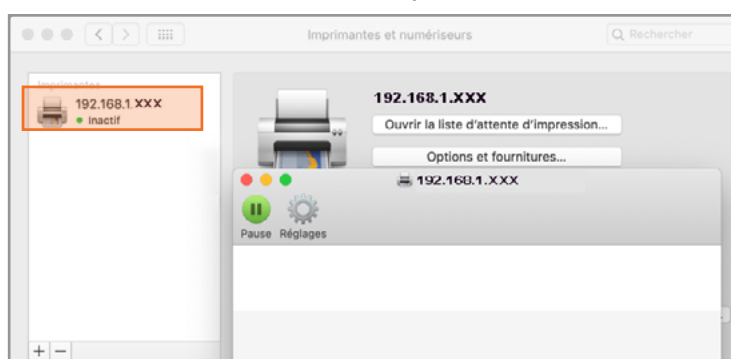 Imprimantes et numériseurs
Rechercher
Imprimantes
192.168.1.XXX
Inactif
192.168.1.XXX
Ouvrir la liste d'attente d'impression...
Options et fournitures...
192.168.1.XXX
Pause Réglages
+ −